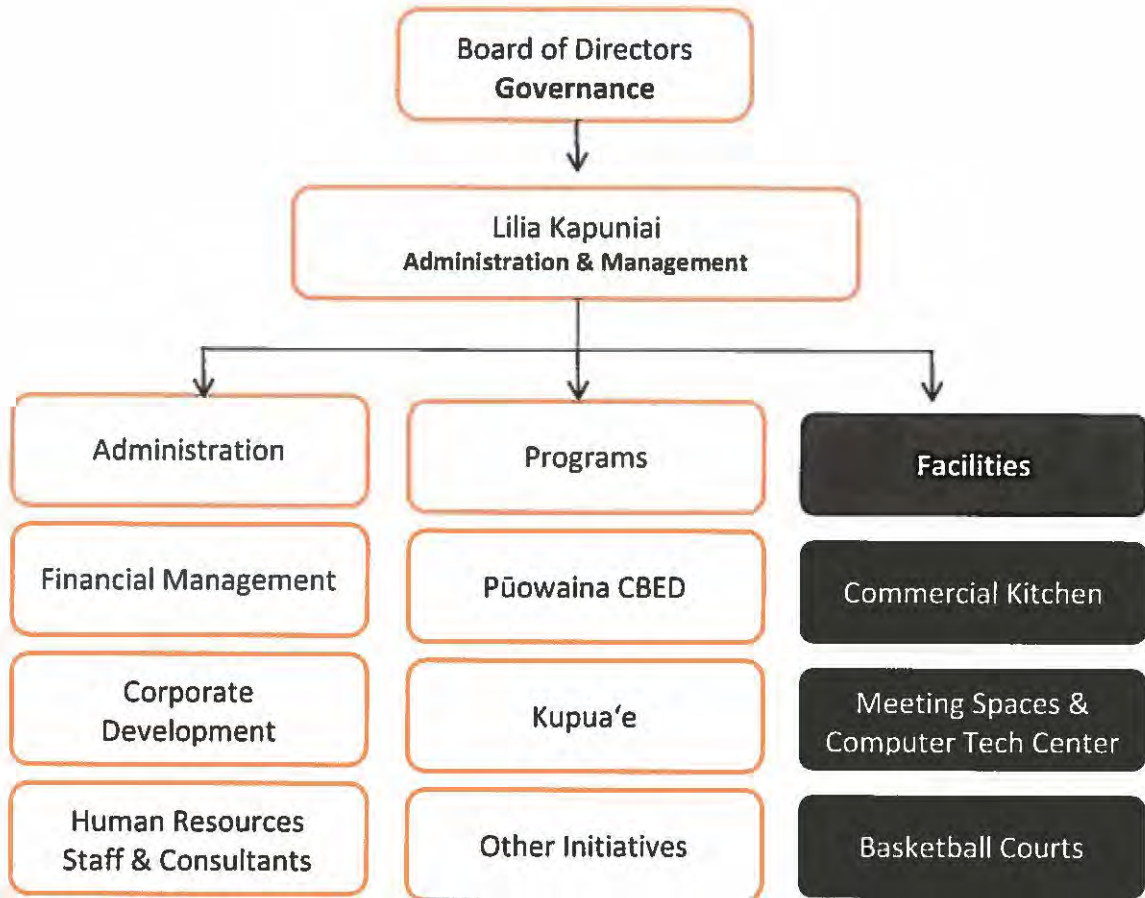 Board of Directors
Governance
Lilia Kapuniai
Administration & Management
Administration
Programs
Facilities
Financial Management
Pūowaina CBED
Commercial Kitchen
Corporate
Development
Kupuaʻe
Meeting Spaces &
Computer Tech Center
Human Resources
Staff & Consultants
Other Initiatives
Basketball Courts